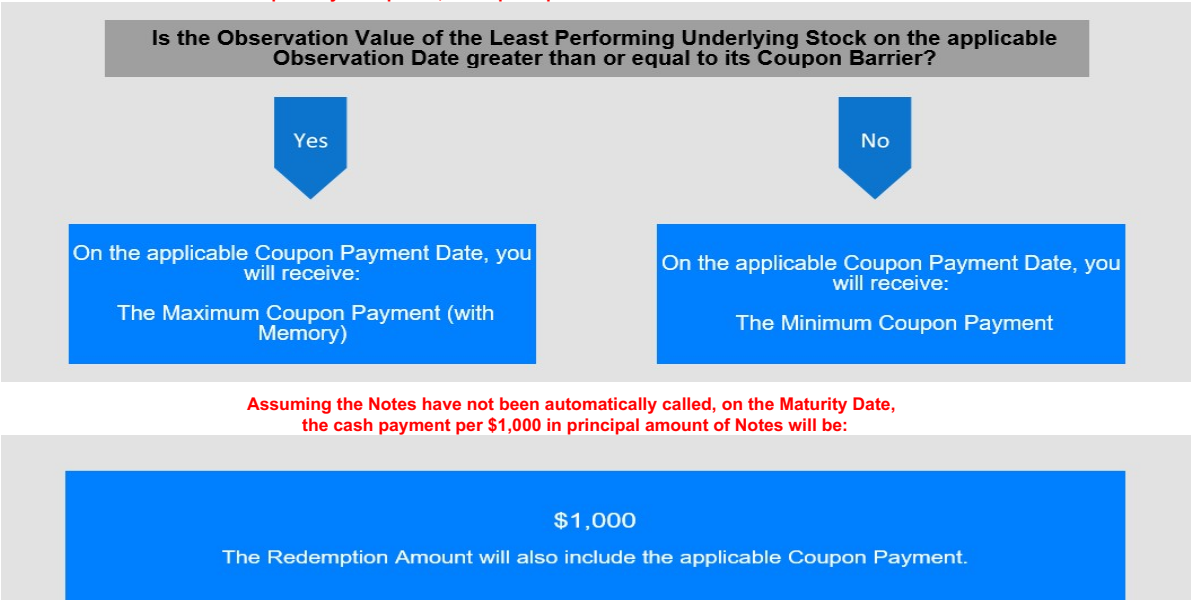 Is the Observation Value of the Least Performing Underlying Stock on the applicable
Observation Date greater than or equal to its Coupon Barrier?
Yes
No
On the applicable Coupon Payment Date, you
will receive:
The Maximum Coupon Payment (with
Memory)
On the applicable Coupon Payment Date, you
will receive:
The Minimum Coupon Payment
Assuming the Notes have not been automatically called, on the Maturity Date,
the cash payment per $1,000 in principal amount of Notes will be:
$1,000
The Redemption Amount will also include the applicable Coupon Payment.